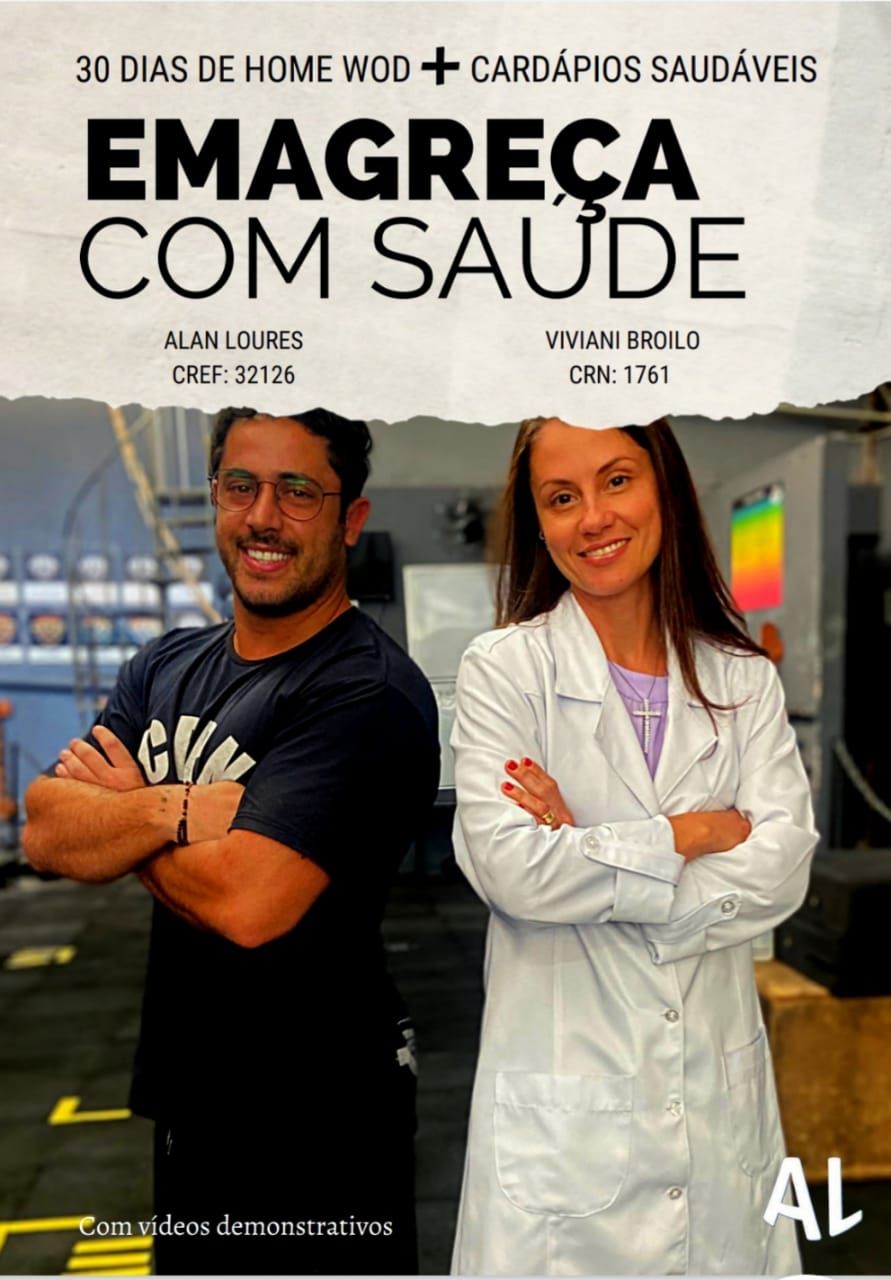 30 DIAS DE HOME WOD + CARDÁPIOS SAUDÁVEIS
EMAGREÇA
COM SAÚDE
ALAN LOURES
CREF: 32126
VIVIANI BROILO
CRN: 1761
Com vídeos demonstrativos
AL